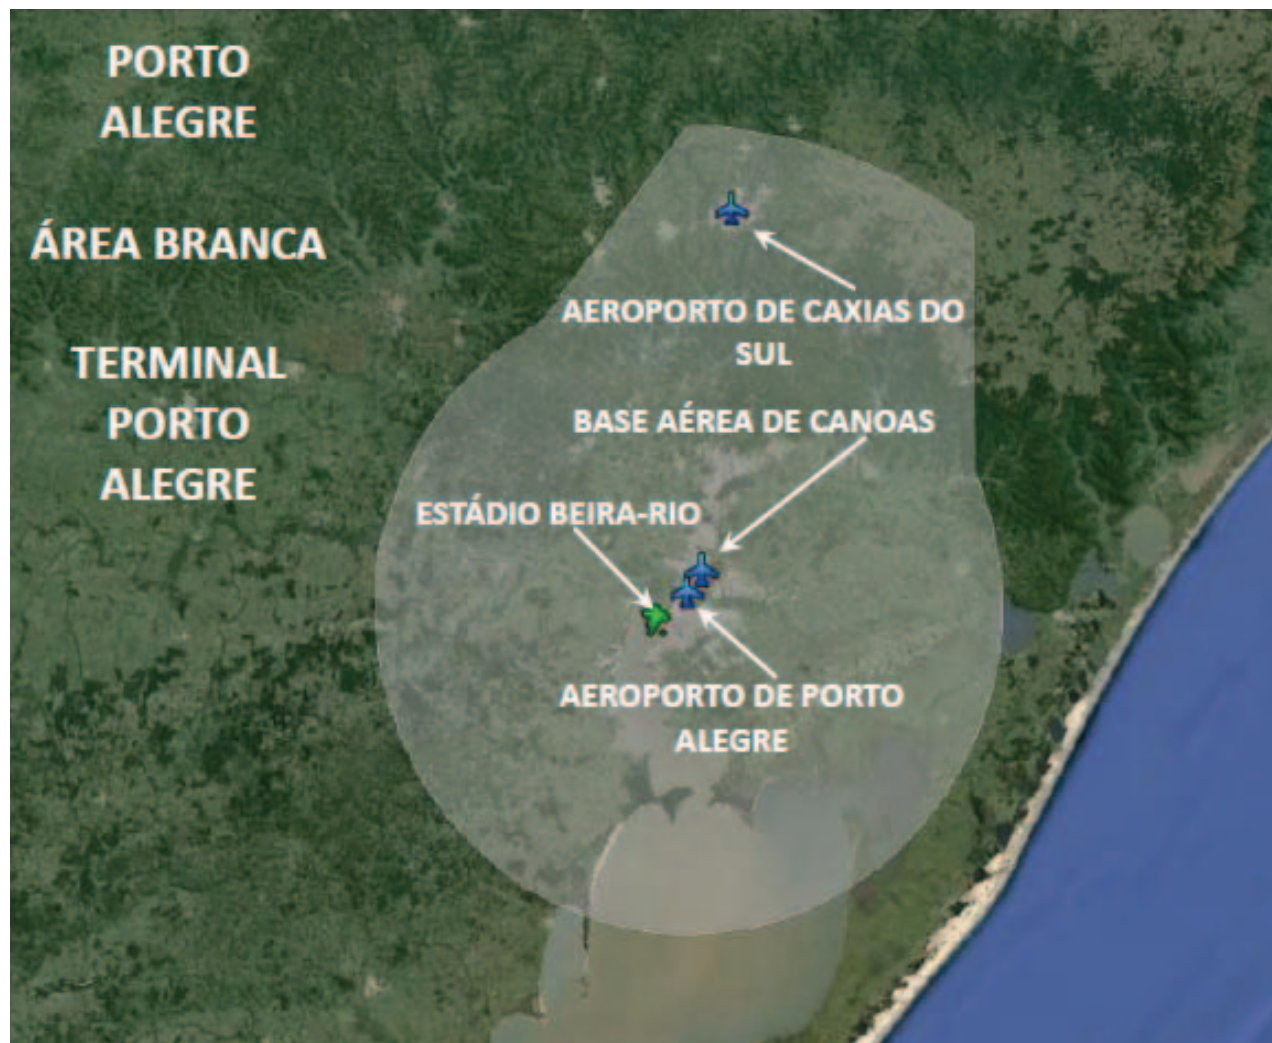 PORTO
ALEGRE
ÁREA BRANCA
TERMINAL
PORTO
ALEGRE
AEROPORTO DE CAXIAS DO
SUL
BASE AÉREA DE CANOAS
ESTÁDIO BEIRA-RIO
AEROPORTO DE PORTO
ALEGRE